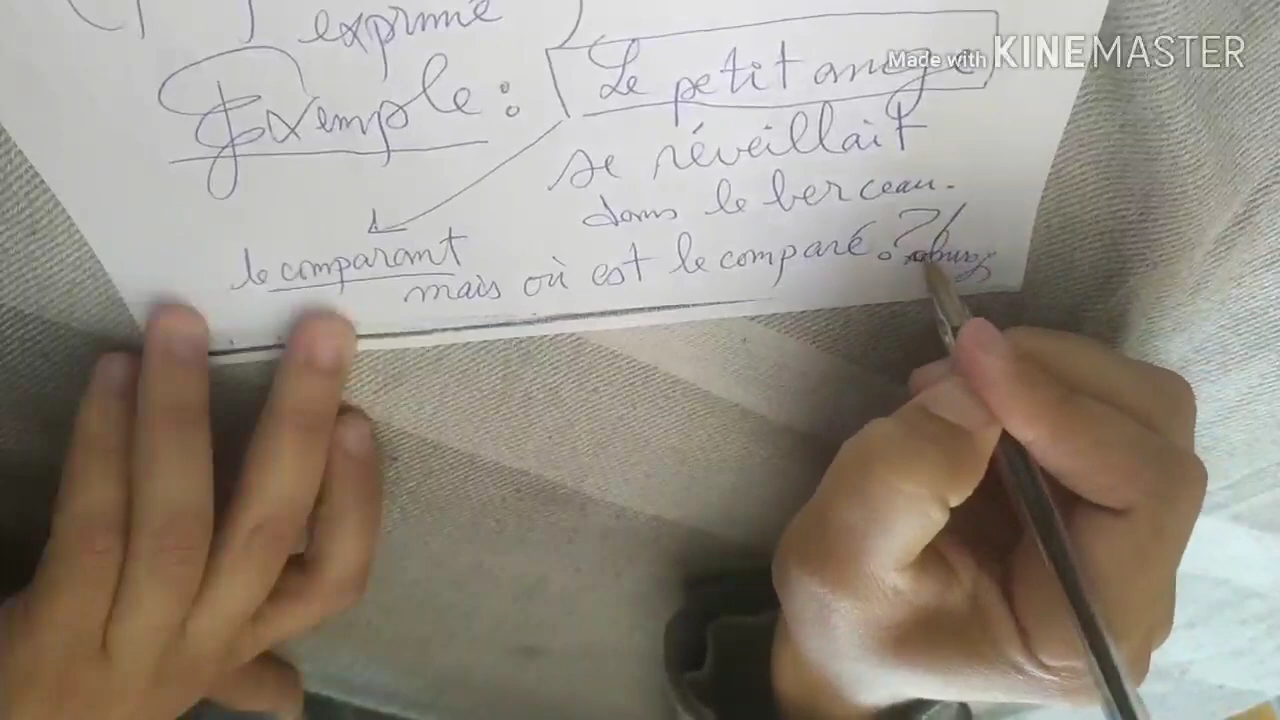 exprimé
Made with KINEMASTER
Exemple : Le petit ange
se réveillait
dans le berceau.
le comparant
mais où est le comparé ?